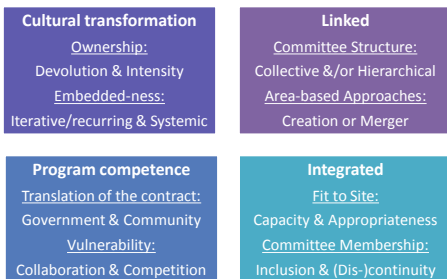 Cultural transformation
Ownership:
Devolution & Intensity
Embedded-ness:
Iterative/recurring & Systemic
Linked
Committee Structure:
Collective &/or Hierarchical
Area-based Approaches:
Creation or Merger
Program competence
Translation of the contract:
Government & Community
Vulnerability:
Collaboration & Competition
Integrated
Fit to Site:
Capacity & Appropriateness
Committee Membership:
Inclusion & (Dis-)continuity